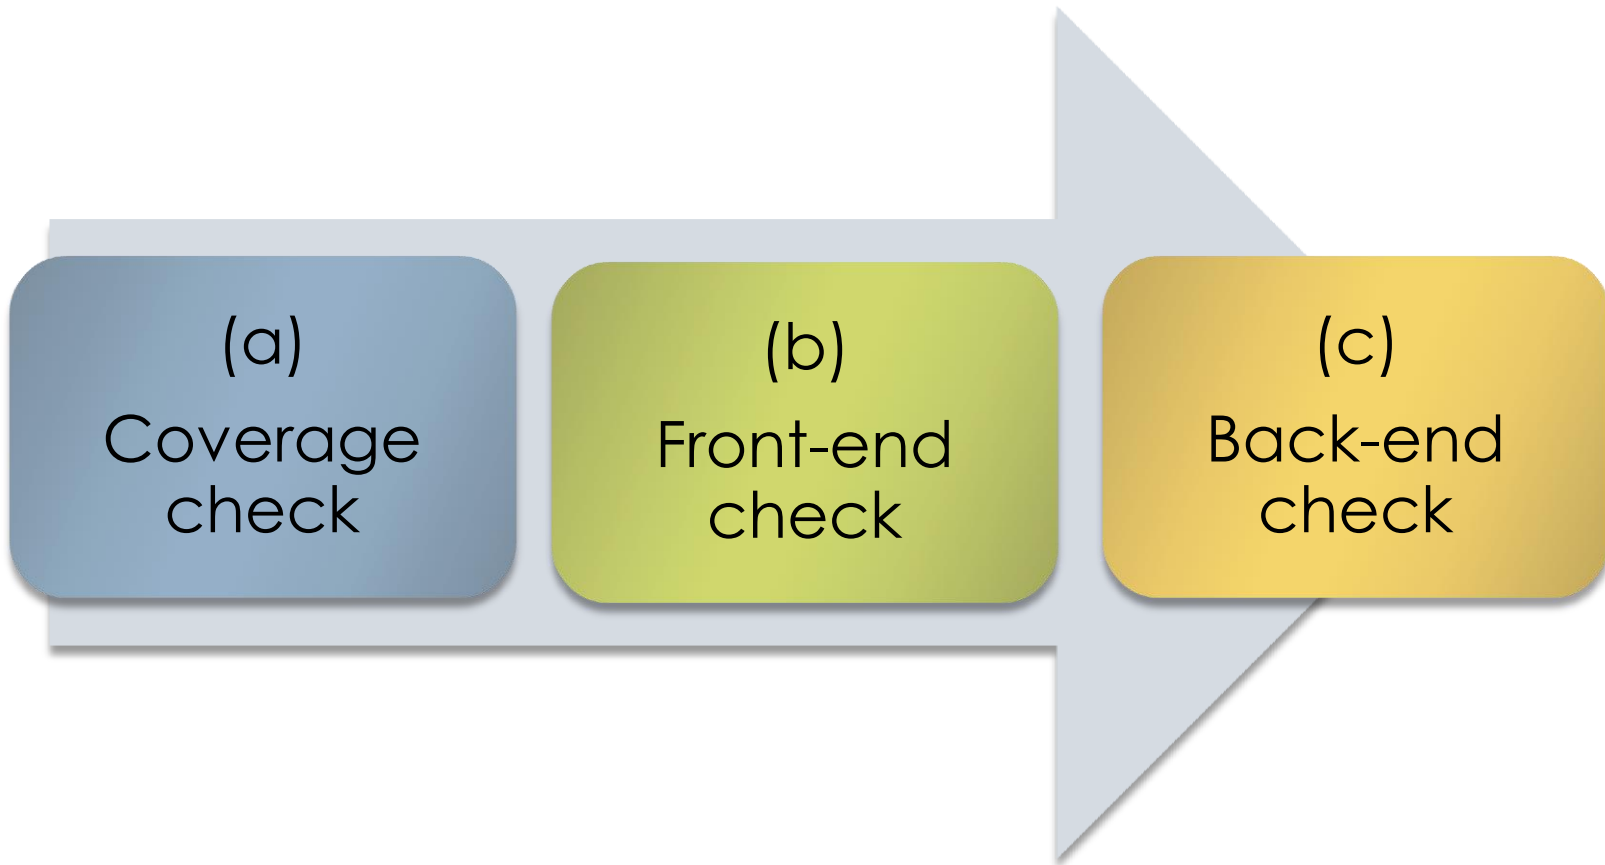 (a)
Coverage
check
(b)
Front-end
check
(c)
Back-end
check